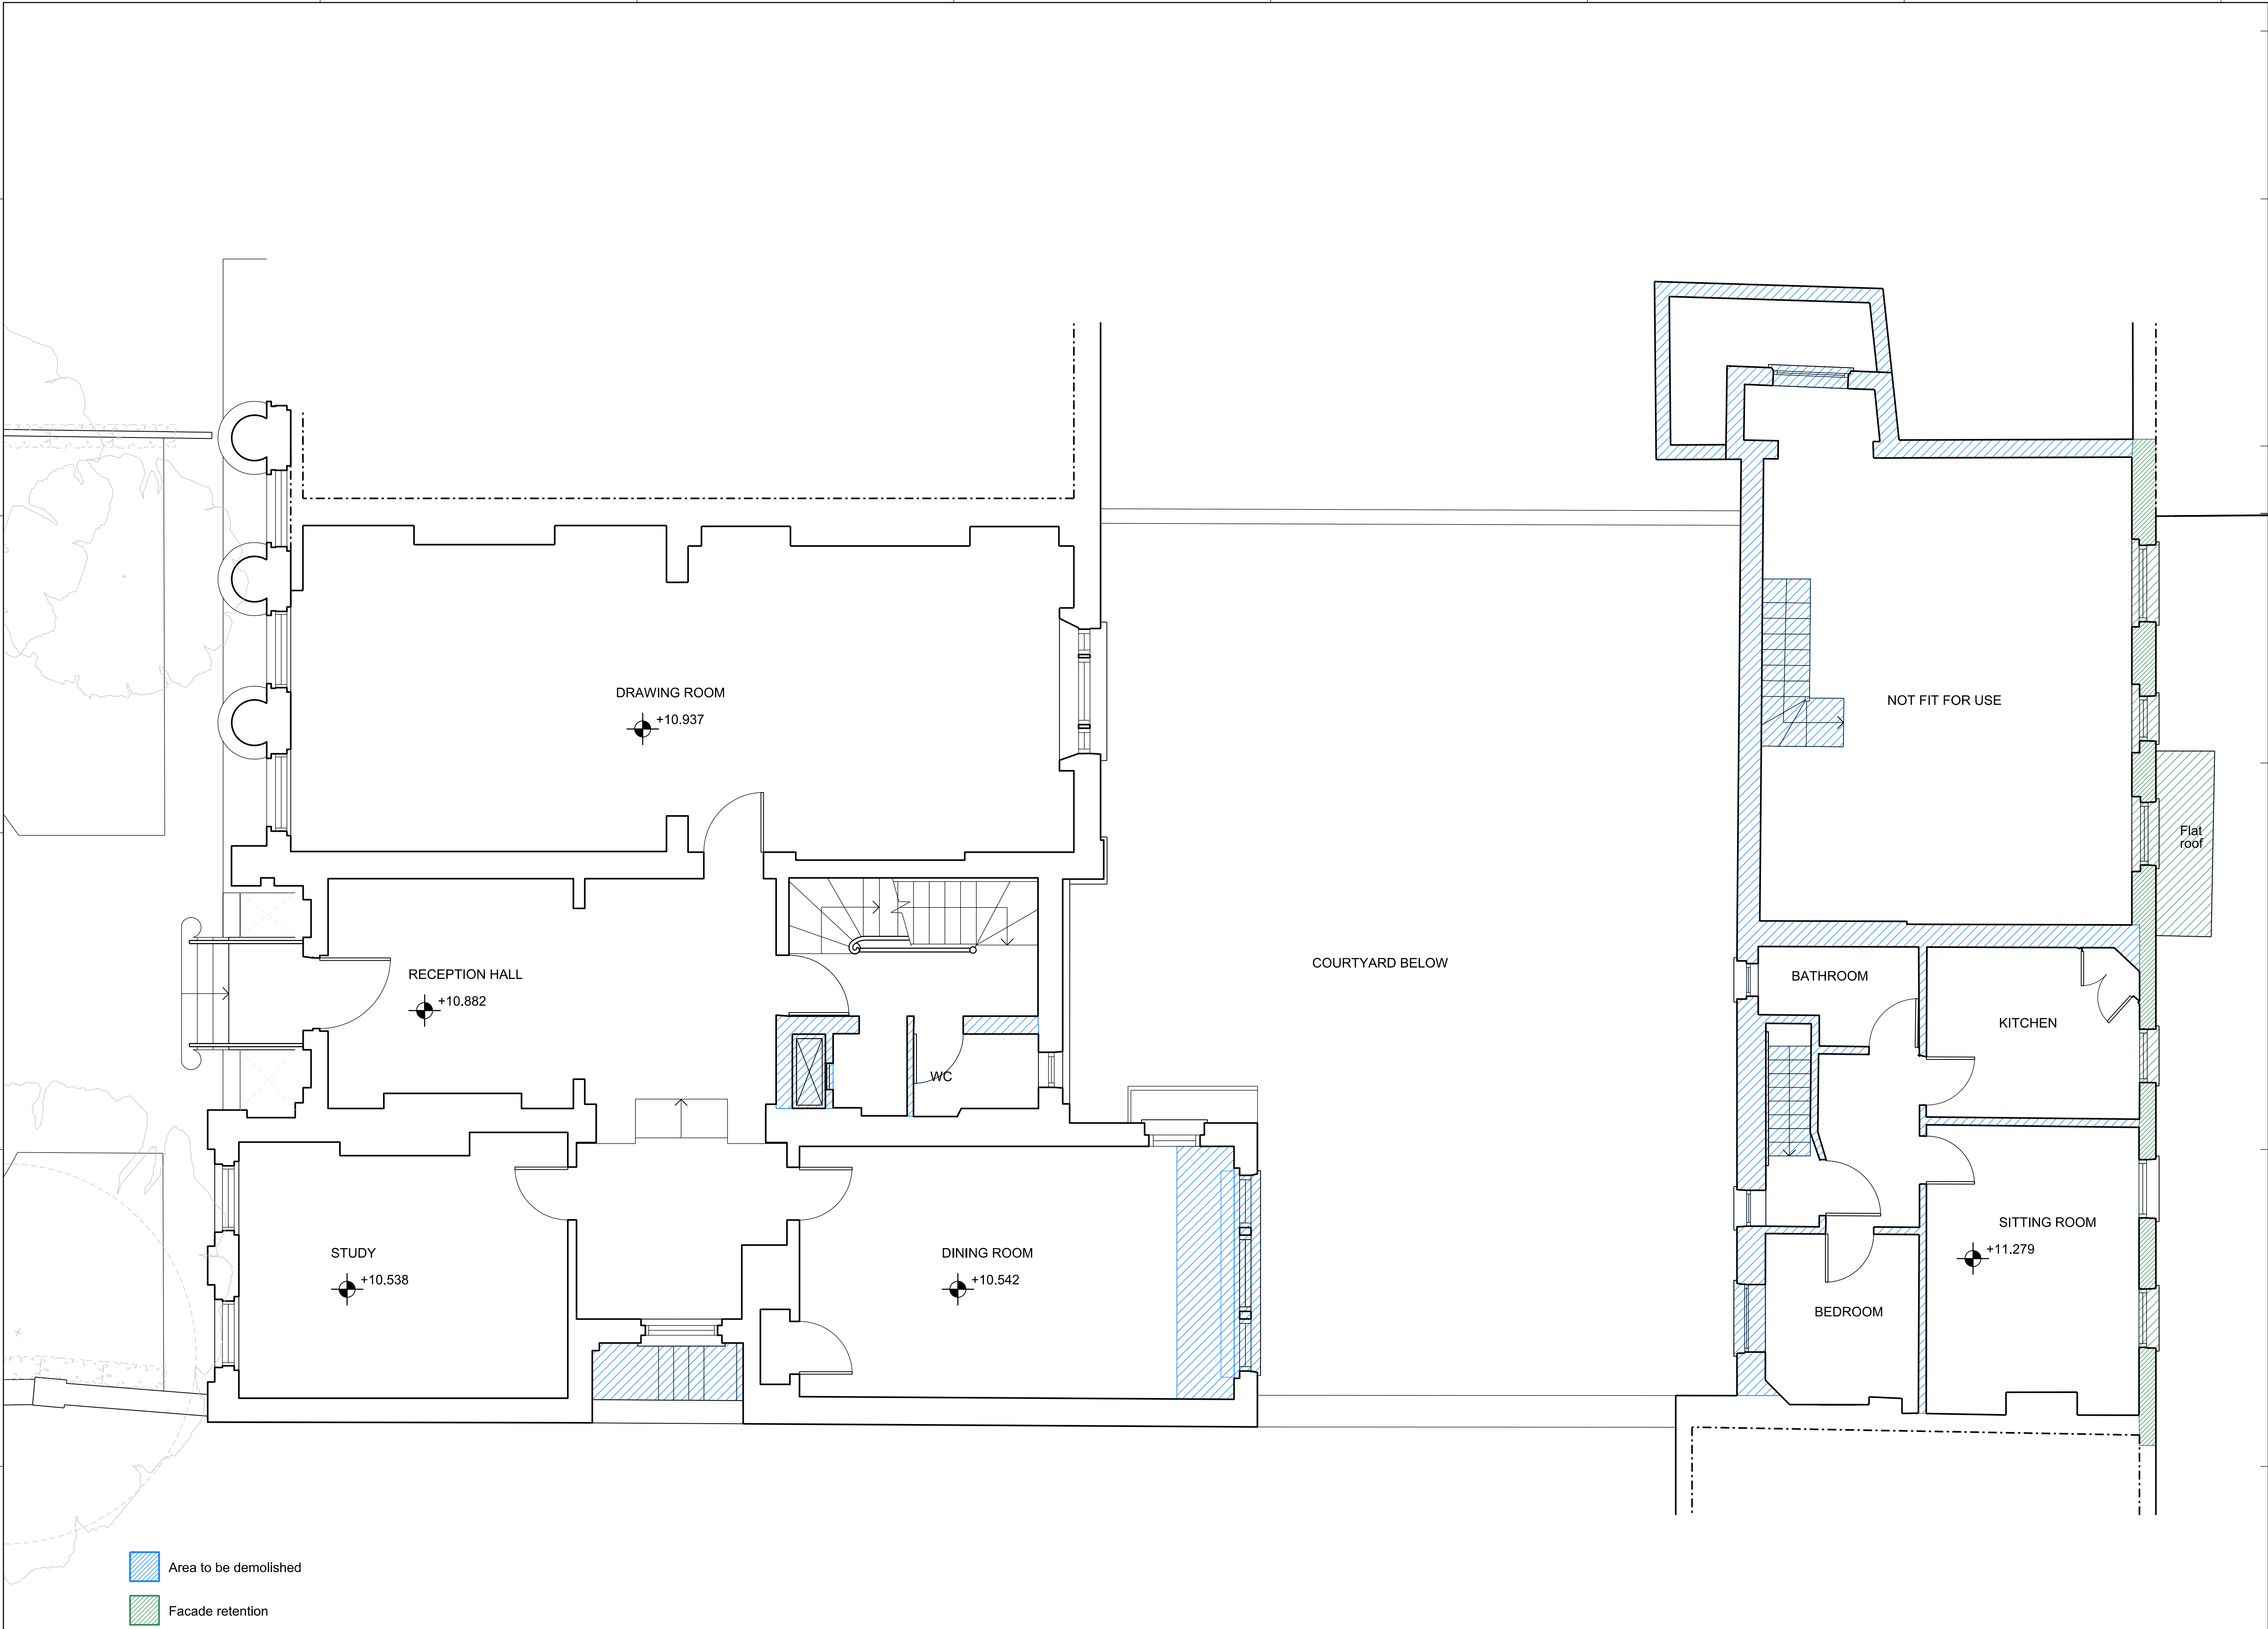 DRAWING ROOM
+10.937
NOT FIT FOR USE
Flat
roof
RECEPTION HALL
+10.882
COURTYARD BELOW
BATHROOM
KITCHEN
WC
STUDY
+10.538
DINING ROOM
+10.542
SITTING ROOM
+11.279
BEDROOM
Area to be demolished
Facade retention